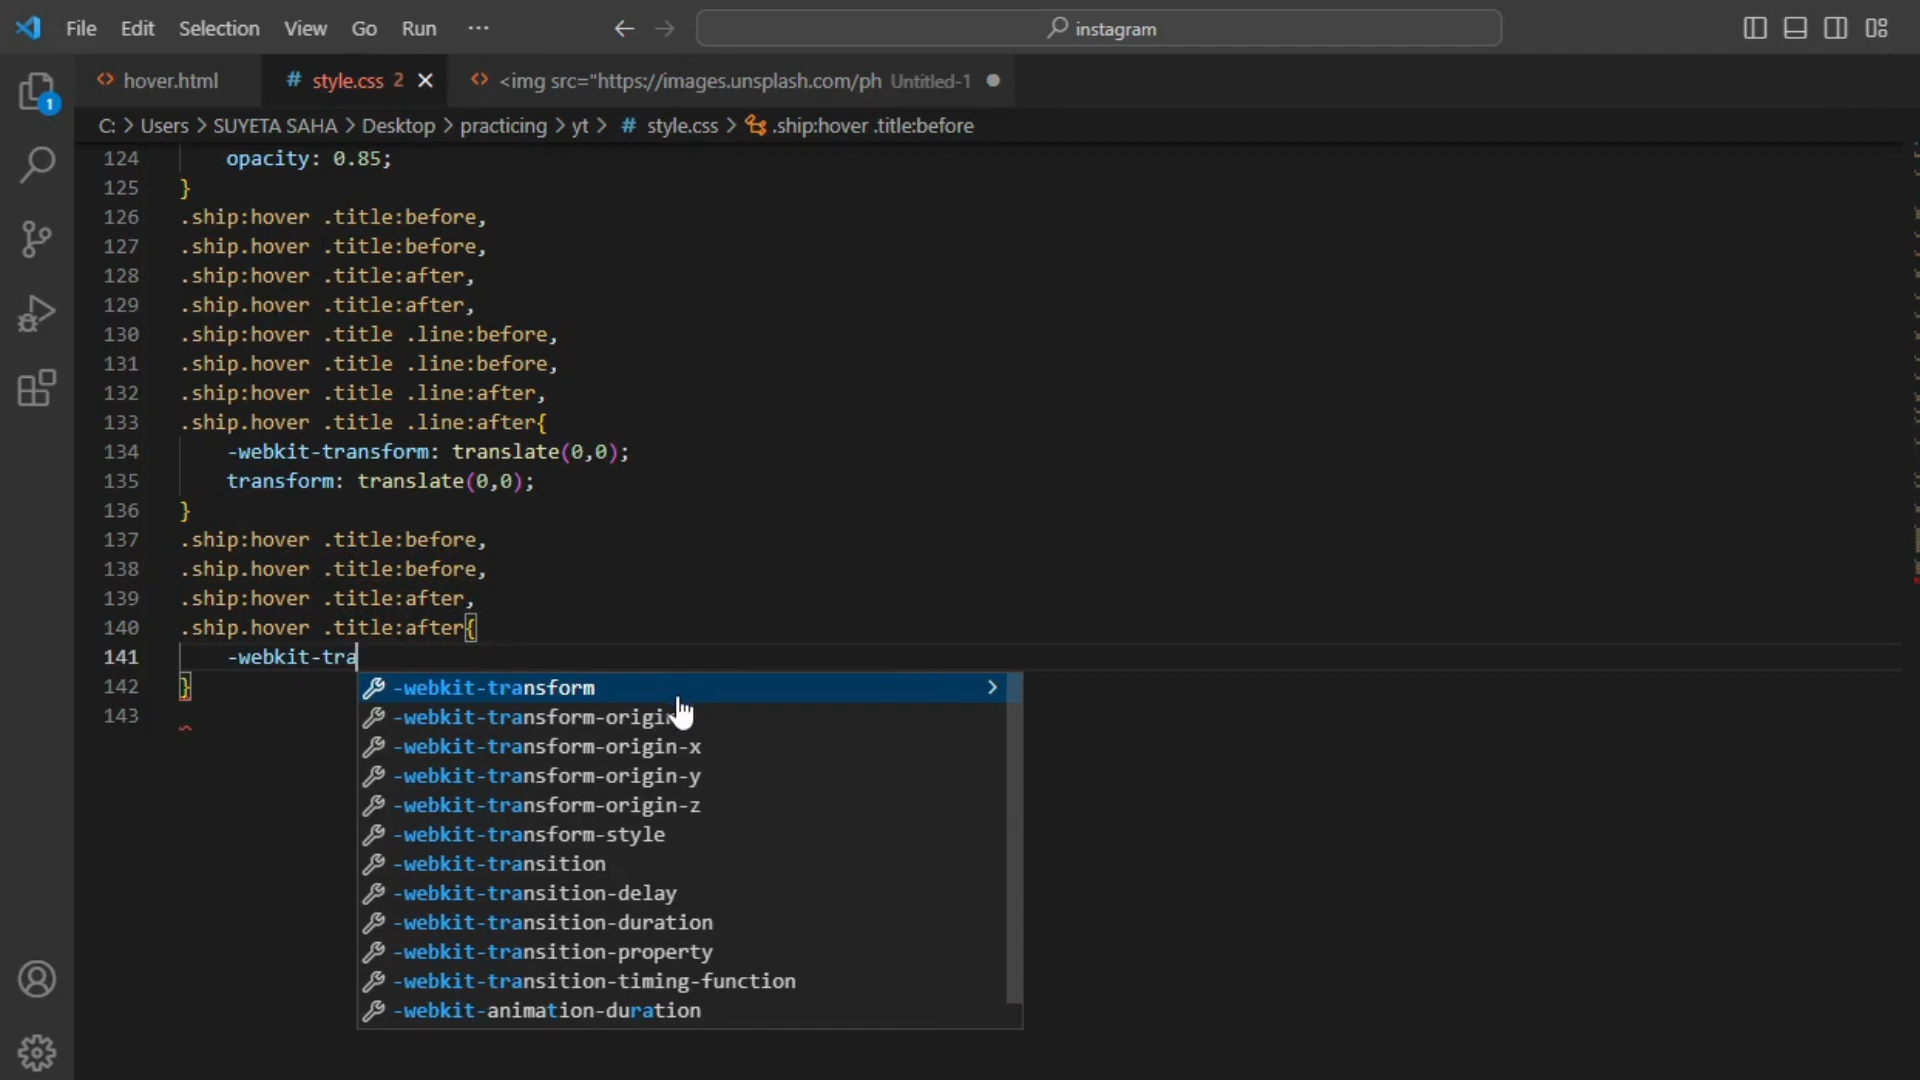 File Edit Selection View Go Run ··· instagram
hover.html style.css 2 <img src="https://images.unsplash.com/ph Untitled-1
1
C: > Users > SUYETA SAHA > Desktop > practicing > yt > # style.css > .ship:hover .title:before
124 opacity: 0.85;
125 }
126 .ship:hover .title:before,
127 .ship.hover .title:before,
128 .ship:hover .title:after,
129 .ship.hover .title:after,
130 .ship:hover .title .line:before,
131 .ship.hover .title .line:before,
132 .ship:hover .title .line:after,
133 .ship.hover .title .line:after{
134 -webkit-transform: translate(0,0);
135 transform: translate(0,0);
136 }
137 .ship:hover .title:before,
138 .ship.hover .title:before,
139 .ship:hover .title:after,
140 .ship.hover .title:after{
141 -webkit-tra
142 }
143
-webkit-transform
-webkit-transform-origin
-webkit-transform-origin-x
-webkit-transform-origin-y
-webkit-transform-origin-z
-webkit-transform-style
-webkit-transition
-webkit-transition-delay
-webkit-transition-duration
-webkit-transition-property
-webkit-transition-timing-function
-webkit-animation-duration